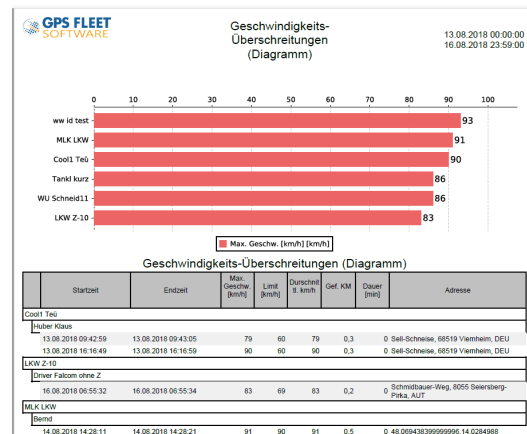 GPS FLEET
SOFTWARE
Geschwindigkeits-
Überschreitungen
(Diagramm)
13.08.2018 00:00:00
16.08.2018 23:59:00
0 10 20 30 40 50 60 70 80 90 100
ww id test 93
MLK LKW 91
Cool1 Teü 90
Tankl kurz 86
WU Schneid11 86
LKW Z-10 83
Max. Geschw. [km/h] [km/h]
Geschwindigkeits-Überschreitungen (Diagramm)
Startzeit Endzeit Max. Geschw. [km/h] Limit [km/h] Durschnit tl. km/h Gef. KM Dauer [min] Adresse
Cool1 Teü
Huber Klaus
13.08.2018 09:42:59 13.08.2018 09:43:05 79 60 79 0,3 0 Sell-Schneise, 68519 Viernheim, DEU
13.08.2018 16:16:49 13.08.2018 16:16:59 90 60 90 0,3 0 Sell-Schneise, 68519 Viernheim, DEU
LKW Z-10
Driver Falcom ohne Z
16.08.2018 06:55:32 16.08.2018 06:55:34 83 69 83 0,2 0 Schmidbauer-Weg, 8055 Seiersberg-
Pirka, AUT
MLK LKW
Bernd
14.08.2018 14:28:11 14.08.2018 14:28:21 91 90 91 0,5 0 48.069438399999996,14.0284988